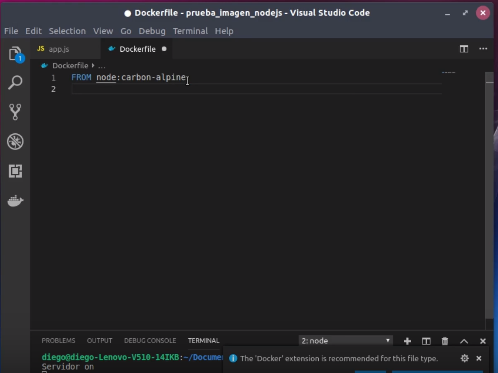 ● Dockerfile - prueba_imagen_nodejs - Visual Studio Code
File Edit Selection View Go Debug Terminal Help
1
JS app.js
Dockerfile ●
Dockerfile > ...
1 FROM node:carbon-alpine
2
PROBLEMS OUTPUT DEBUG CONSOLE TERMINAL 2: node
diego@diego-Lenovo-V510-14IKB:~/Docume
Servidor on
The 'Docker' extension is recommended for this file type.